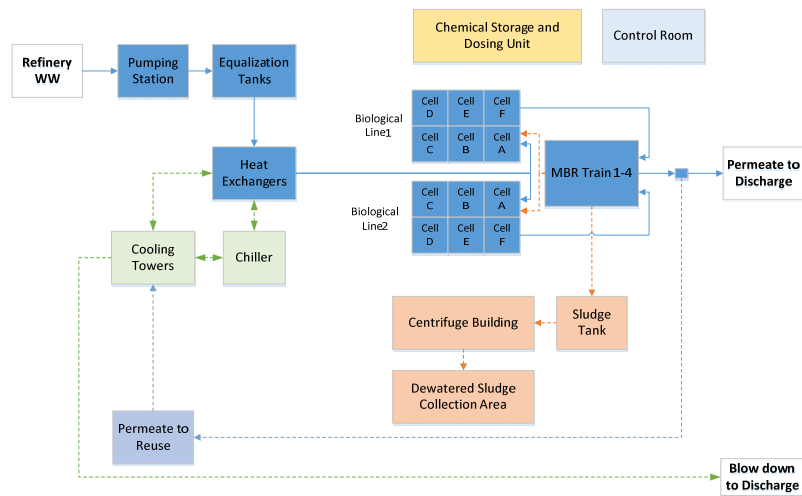 Chemical Storage and
Dosing Unit
Control Room
Refinery
WW
Pumping
Station
Equalization
Tanks
Biological
Line1
Cell
D
Cell
E
Cell
F
Cell
C
Cell
B
Cell
A
Heat
Exchangers
MBR Train 1-4
Permeate to
Discharge
Biological
Line2
Cell
C
Cell
B
Cell
A
Cell
D
Cell
E
Cell
F
Cooling
Towers
Chiller
Centrifuge Building
Sludge
Tank
Dewatered Sludge
Collection Area
Permeate to
Reuse
Blow down
to Discharge